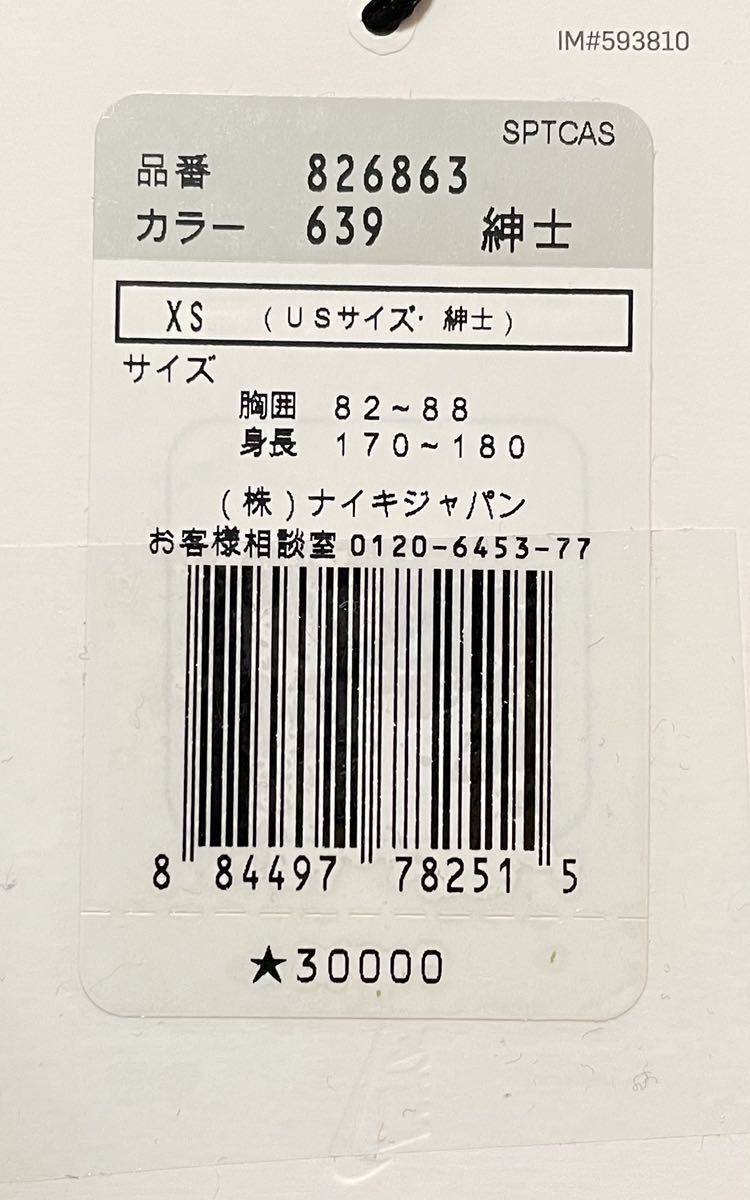 IM#593810
SPTCAS
品番 826863
カラー 639 紳士
XS (USサイズ・紳士)
サイズ
胸囲 82~88
身長 170~180
(株)ナイキジャパン
お客様相談室 0120-6453-77
8 84497 78251 5
★30000